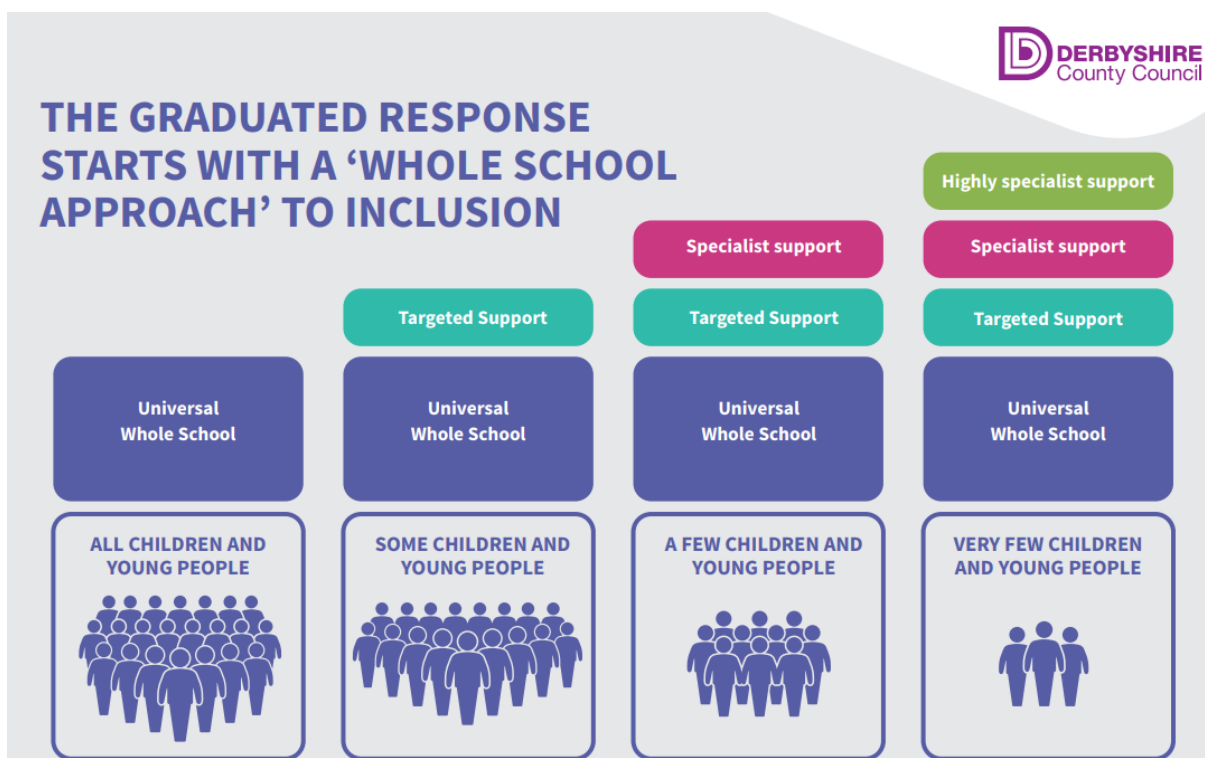 DERBYSHIRE
County Council
THE GRADUATED RESPONSE
STARTS WITH A ‘WHOLE SCHOOL
APPROACH’ TO INCLUSION
Highly specialist support
Specialist support
Specialist support
Targeted Support
Targeted Support
Targeted Support
Universal
Whole School
Universal
Whole School
Universal
Whole School
Universal
Whole School
ALL CHILDREN AND
YOUNG PEOPLE
SOME CHILDREN AND
YOUNG PEOPLE
A FEW CHILDREN AND
YOUNG PEOPLE
VERY FEW CHILDREN
AND YOUNG PEOPLE